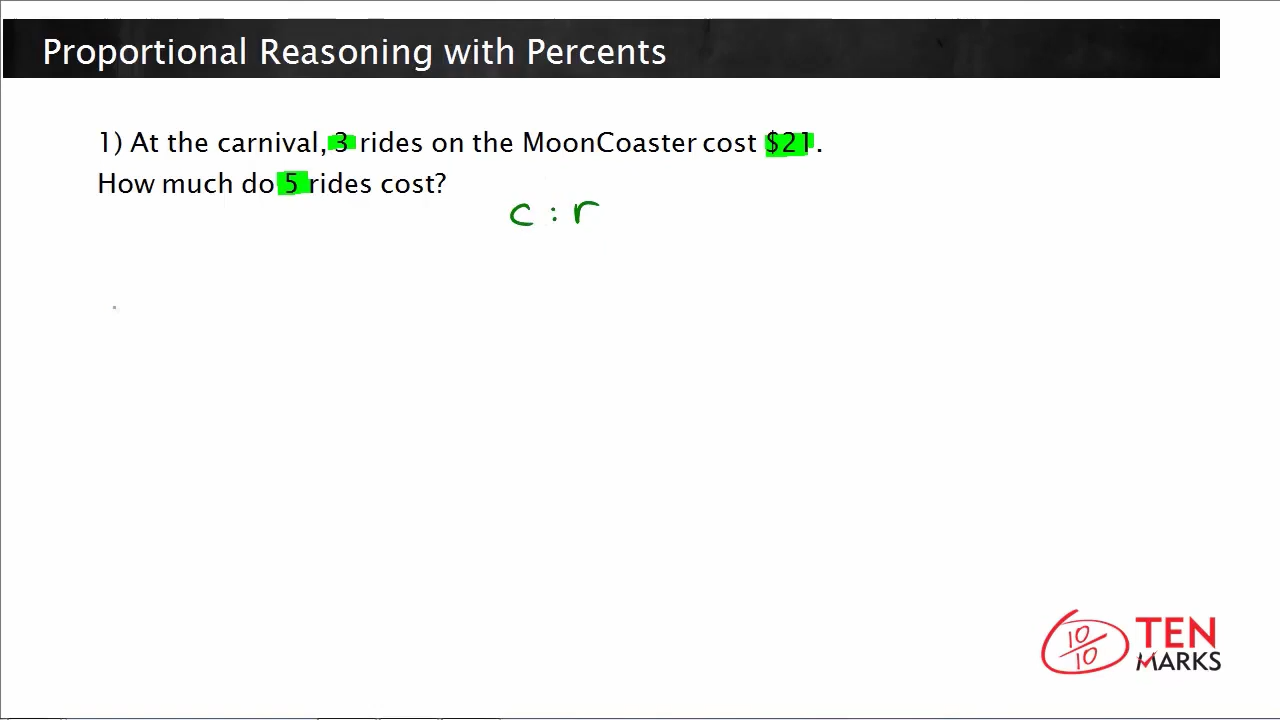 Proportional Reasoning with Percents
1) At the carnival, 3 rides on the MoonCoaster cost $21.
How much do 5 rides cost?
c : r
10/10
TEN
MARKS